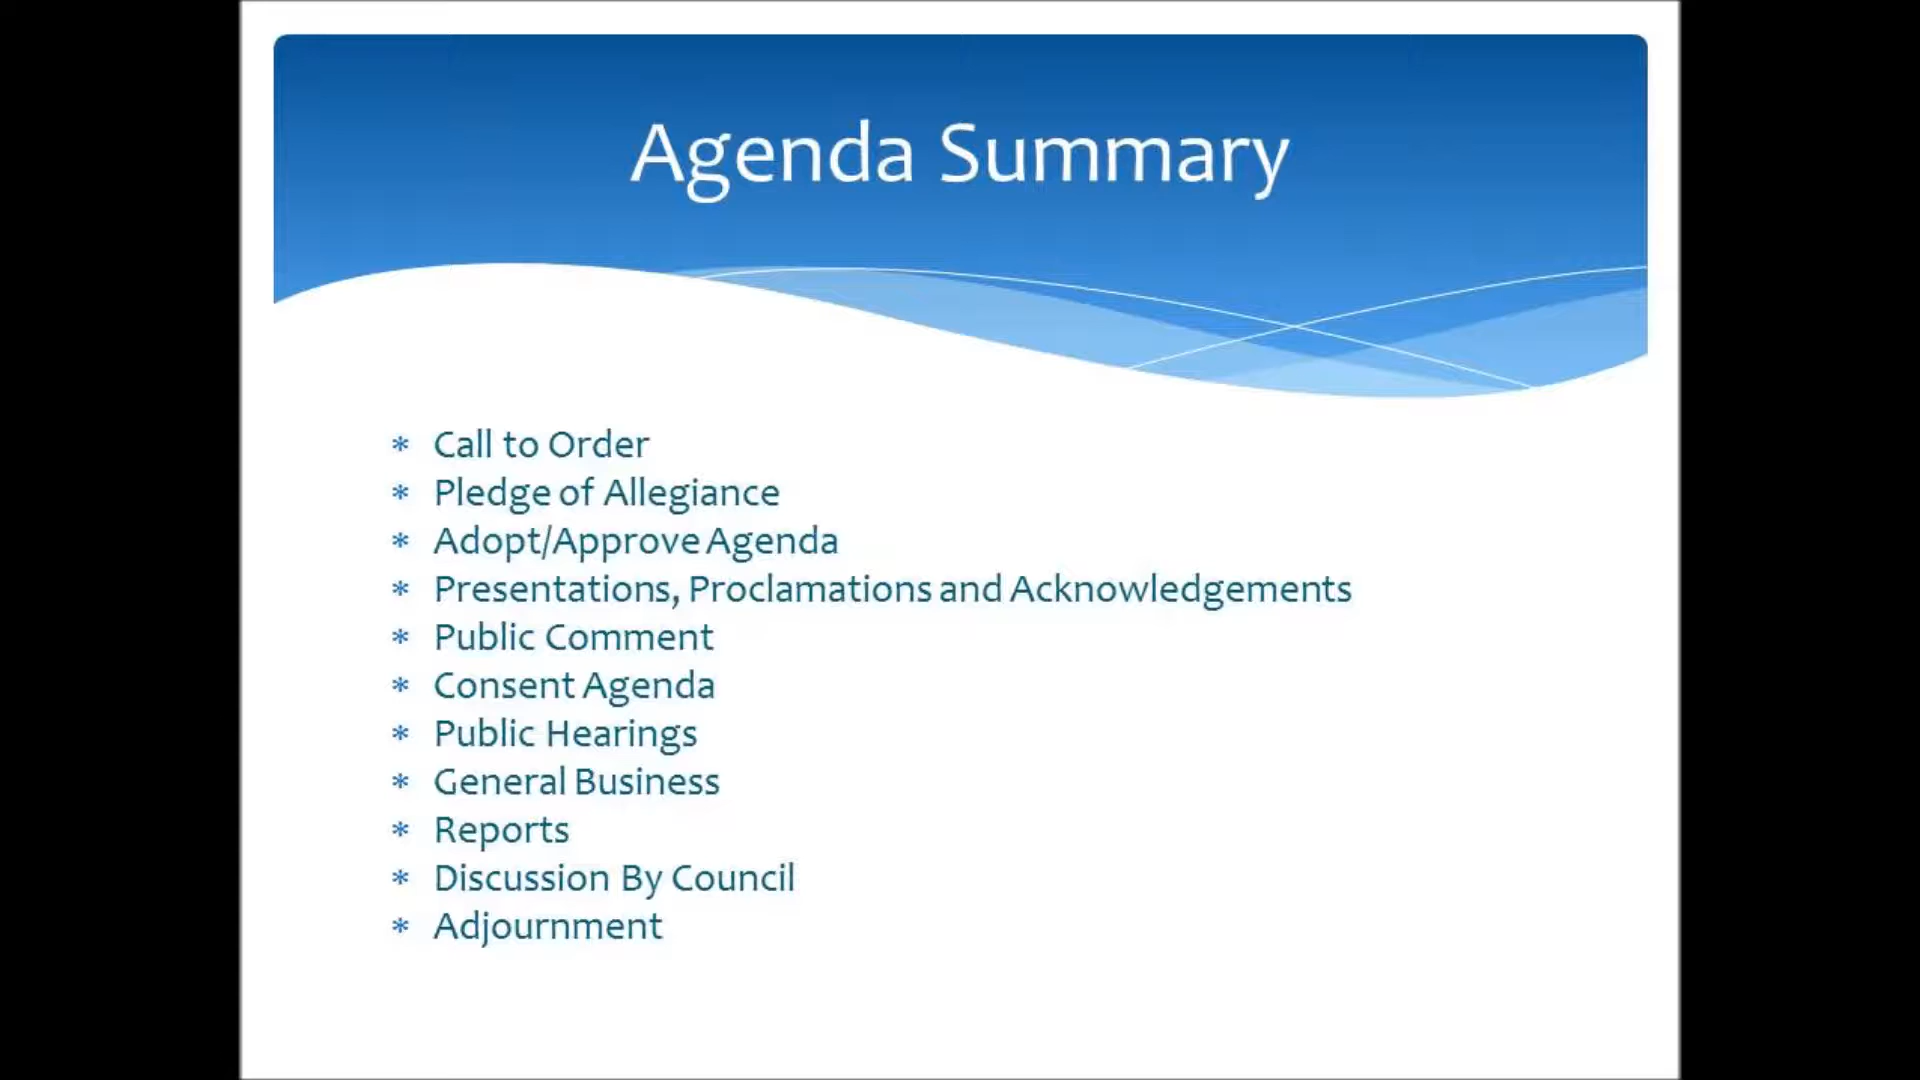 Agenda Summary
* Call to Order
* Pledge of Allegiance
* Adopt/Approve Agenda
* Presentations, Proclamations and Acknowledgements
* Public Comment
* Consent Agenda
* Public Hearings
* General Business
* Reports
* Discussion By Council
* Adjournment